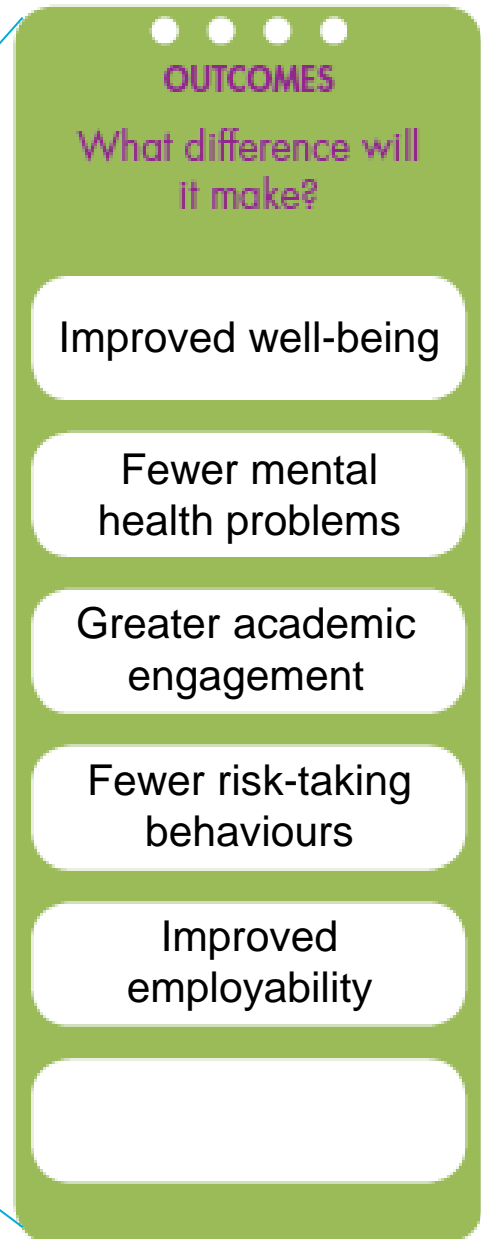 OUTCOMES
What difference will
it make?
Improved well-being
Fewer mental
health problems
Greater academic
engagement
Fewer risk-taking
behaviours
Improved
employability